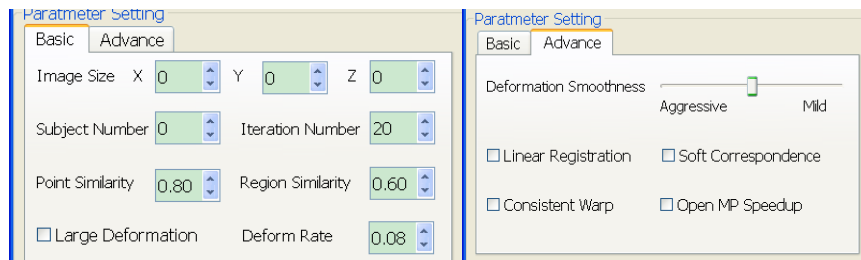 Paratmeter Setting
Basic Advance
Image Size X 0 Y 0 Z 0
Subject Number 0 Iteration Number 20
Point Similarity 0.80 Region Similarity 0.60
Large Deformation Deform Rate 0.08
Paratmeter Setting
Basic Advance
Deformation Smoothness
Aggressive Mild
Linear Registration Soft Correspondence
Consistent Warp Open MP Speedup